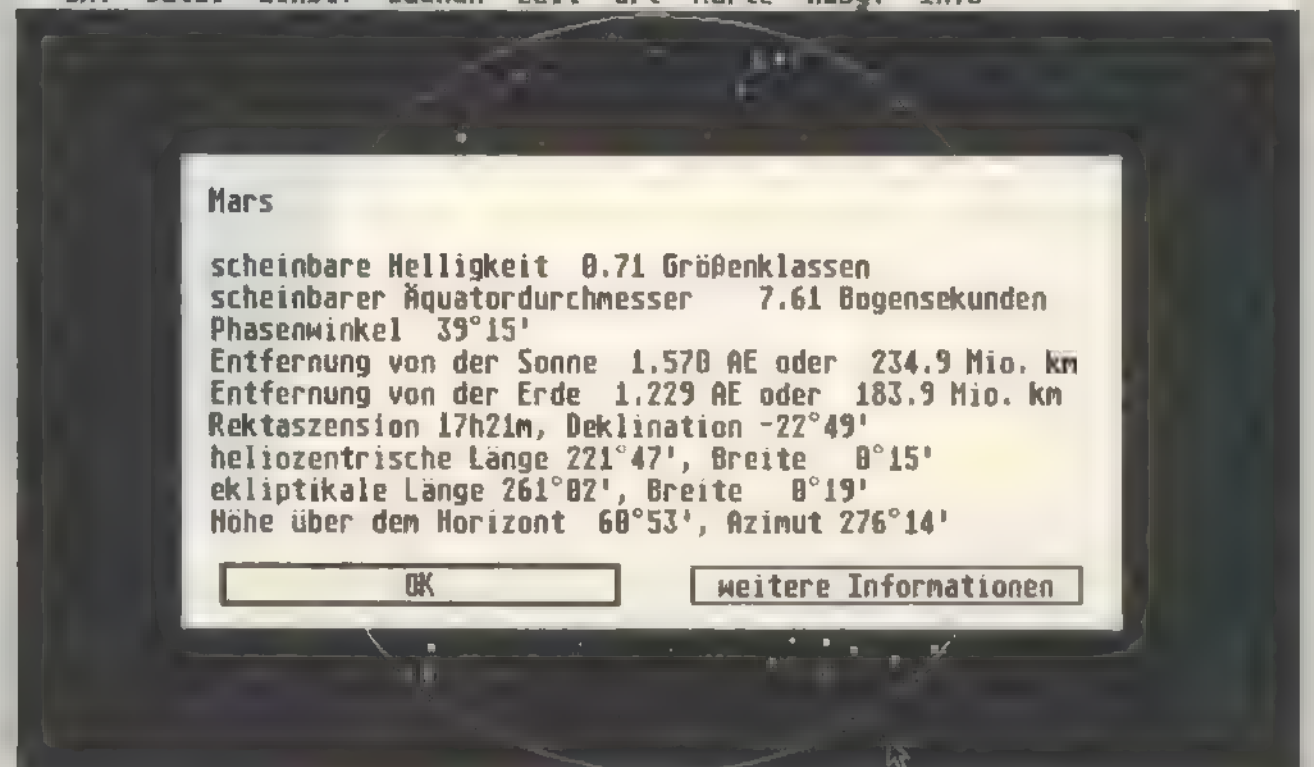 Mars
scheinbare Helligkeit 0.71 Größenklassen
scheinbarer Äquatordurchmesser 7.61 Bogensekunden
Phasenwinkel 39°15'
Entfernung von der Sonne 1.570 AE oder 234.9 Mio. km
Entfernung von der Erde 1.229 AE oder 183.9 Mio. km
Rektaszension 17h21m, Deklination -22°49'
heliozentrische Länge 221°47', Breite 0°15'
ekliptikale Länge 261°02', Breite 0°19'
Höhe über dem Horizont 60°53', Azimut 276°14'
OK
weitere Informationen